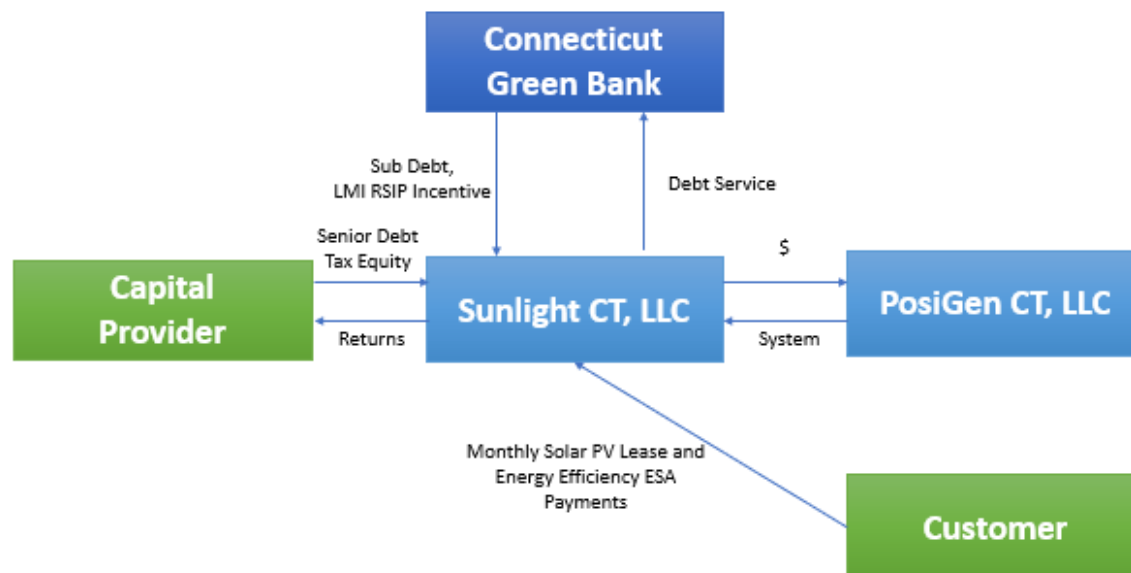 Connecticut
Green Bank
Sub Debt,
LMI RSIP Incentive
Debt Service
Senior Debt
Tax Equity
$
Capital
Provider
Sunlight CT, LLC
PosiGen CT, LLC
Returns
System
Monthly Solar PV Lease and
Energy Efficiency ESA
Payments
Customer